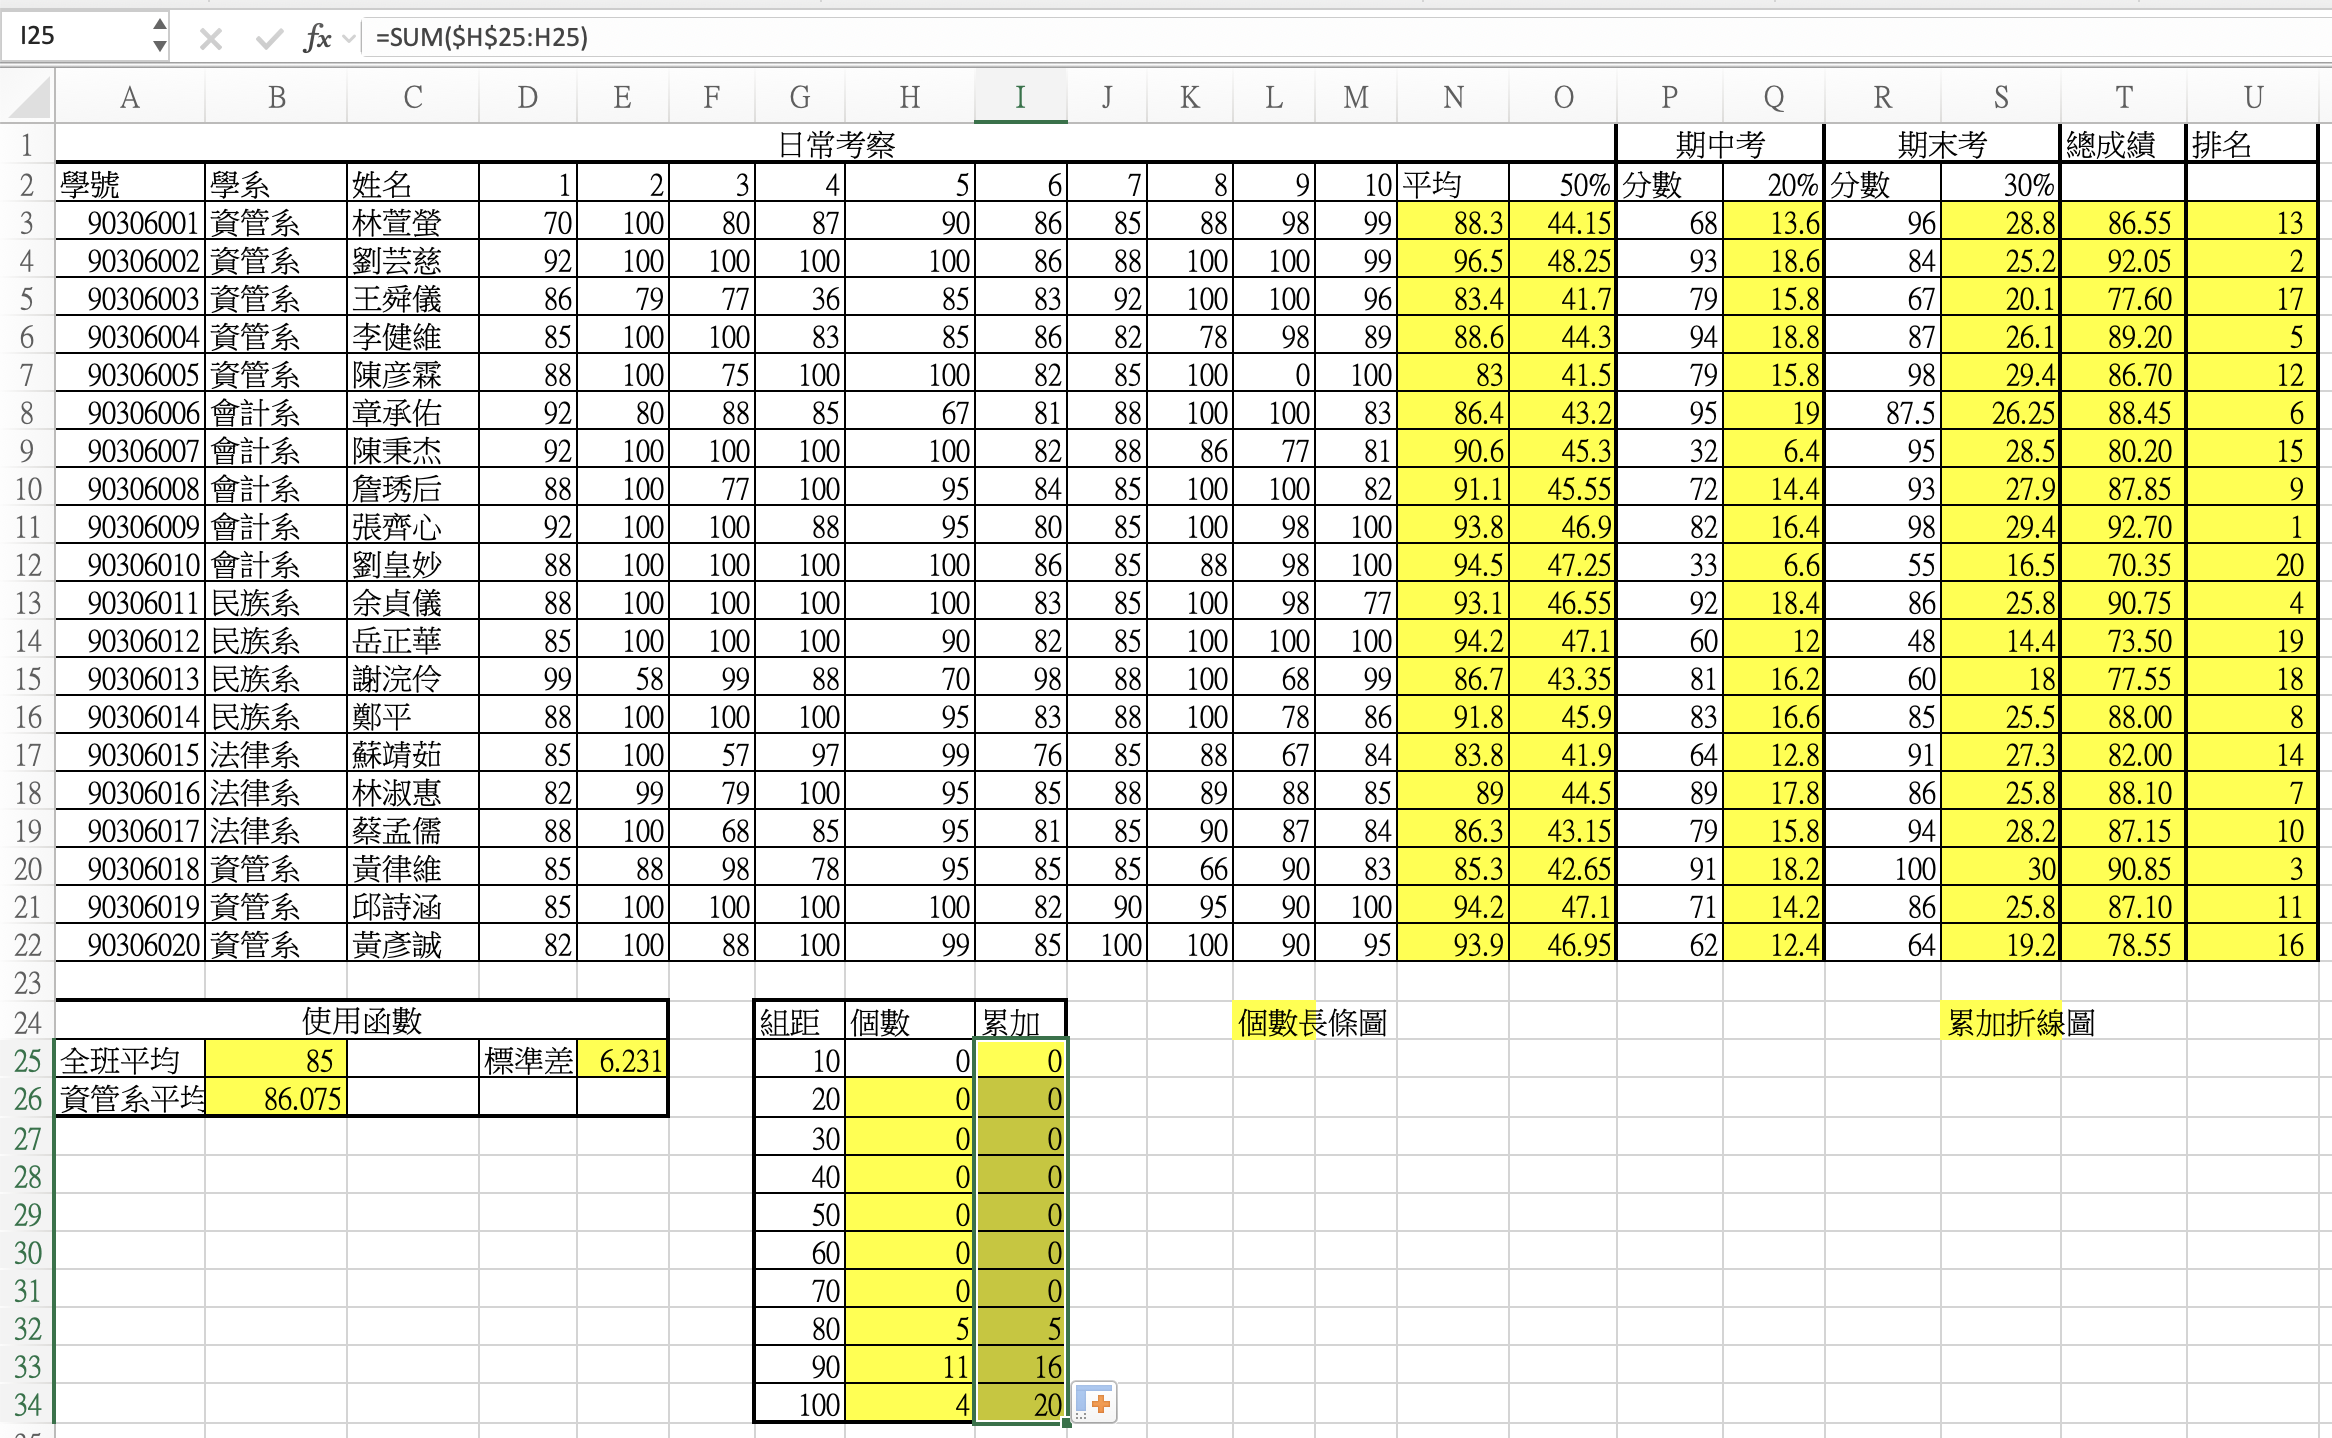 I25 fx =SUM($H$25:H25)
A B C D E F G H I J K L M N O P Q R S T U
1 日常考察 期中考 期末考 總成績 排名
2 學號 學系 姓名 1 2 3 4 5 6 7 8 9 10 平均 50% 分數 20% 分數 30%
3 90306001 資管系 林萱螢 70 100 80 87 90 86 85 88 98 99 88.3 44.15 68 13.6 96 28.8 86.55 13
4 90306002 資管系 劉芸慈 92 100 100 100 100 86 88 100 100 99 96.5 48.25 93 18.6 84 25.2 92.05 2
5 90306003 資管系 王舜儀 86 79 77 36 85 83 92 100 100 96 83.4 41.7 79 15.8 67 20.1 77.60 17
6 90306004 資管系 李健維 85 100 100 83 85 86 82 78 98 89 88.6 44.3 94 18.8 87 26.1 89.20 5
7 90306005 資管系 陳彦霖 88 100 75 100 100 82 85 100 0 100 83 41.5 79 15.8 98 29.4 86.70 12
8 90306006 會計系 章承佑 92 80 88 85 67 81 88 100 100 83 86.4 43.2 95 19 87.5 26.25 88.45 6
9 90306007 會計系 陳秉杰 92 100 100 100 100 82 88 86 77 81 90.6 45.3 32 6.4 95 28.5 80.20 15
10 90306008 會計系 詹琇后 88 100 77 100 95 84 85 100 100 82 91.1 45.55 72 14.4 93 27.9 87.85 9
11 90306009 會計系 張齊心 92 100 100 88 95 80 85 100 98 100 93.8 46.9 82 16.4 98 29.4 92.70 1
12 90306010 會計系 劉皇妙 88 100 100 100 100 86 85 88 98 100 94.5 47.25 33 6.6 55 16.5 70.35 20
13 90306011 民族系 余貞儀 88 100 100 100 100 83 85 100 98 77 93.1 46.55 92 18.4 86 25.8 90.75 4
14 90306012 民族系 岳正華 85 100 100 100 90 82 85 100 100 100 94.2 47.1 60 12 48 14.4 73.50 19
15 90306013 民族系 謝浣伶 99 58 99 88 70 98 88 100 68 99 86.7 43.35 81 16.2 60 18 77.55 18
16 90306014 民族系 鄭平 88 100 100 100 95 83 88 100 78 86 91.8 45.9 83 16.6 85 25.5 88.00 8
17 90306015 法律系 蘇靖茹 85 100 57 97 99 76 85 88 67 84 83.8 41.9 64 12.8 91 27.3 82.00 14
18 90306016 法律系 林淑惠 82 99 79 100 95 85 88 89 88 85 89 44.5 89 17.8 86 25.8 88.10 7
19 90306017 法律系 蔡孟儒 88 100 68 85 95 81 85 90 87 84 86.3 43.15 79 15.8 94 28.2 87.15 10
20 90306018 資管系 黃律維 85 88 98 78 95 85 85 66 90 83 85.3 42.65 91 18.2 100 30 90.85 3
21 90306019 資管系 邱詩涵 85 100 100 100 100 82 90 95 90 100 94.2 47.1 71 14.2 86 25.8 87.10 11
22 90306020 資管系 黃彥誠 82 100 88 100 99 85 100 100 90 95 93.9 46.95 62 12.4 64 19.2 78.55 16
23
24 使用函數 組距 個數 累加 個數長條圖 累加折線圖
25 全班平均 85 標準差 6.231 10 0 0
26 資管系平均 86.075 20 0 0
27 30 0 0
28 40 0 0
29 50 0 0
30 60 0 0
31 70 0 0
32 80 5 5
33 90 11 16
34 100 4 20